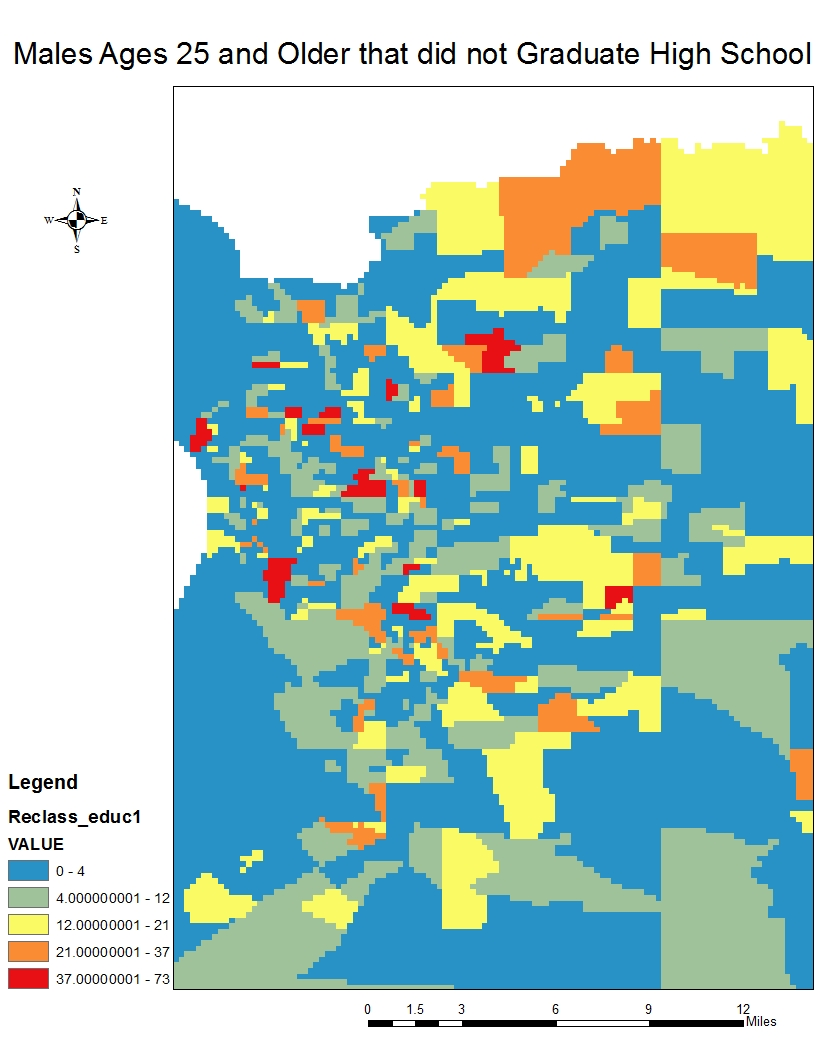 Males Ages 25 and Older that did not Graduate High School
N
W E
S
Legend
Reclass_educ1
VALUE
0 - 4
4.000000001 - 12
12.00000001 - 21
21.00000001 - 37
37.00000001 - 73
0 1.5 3 6 9 12
Miles